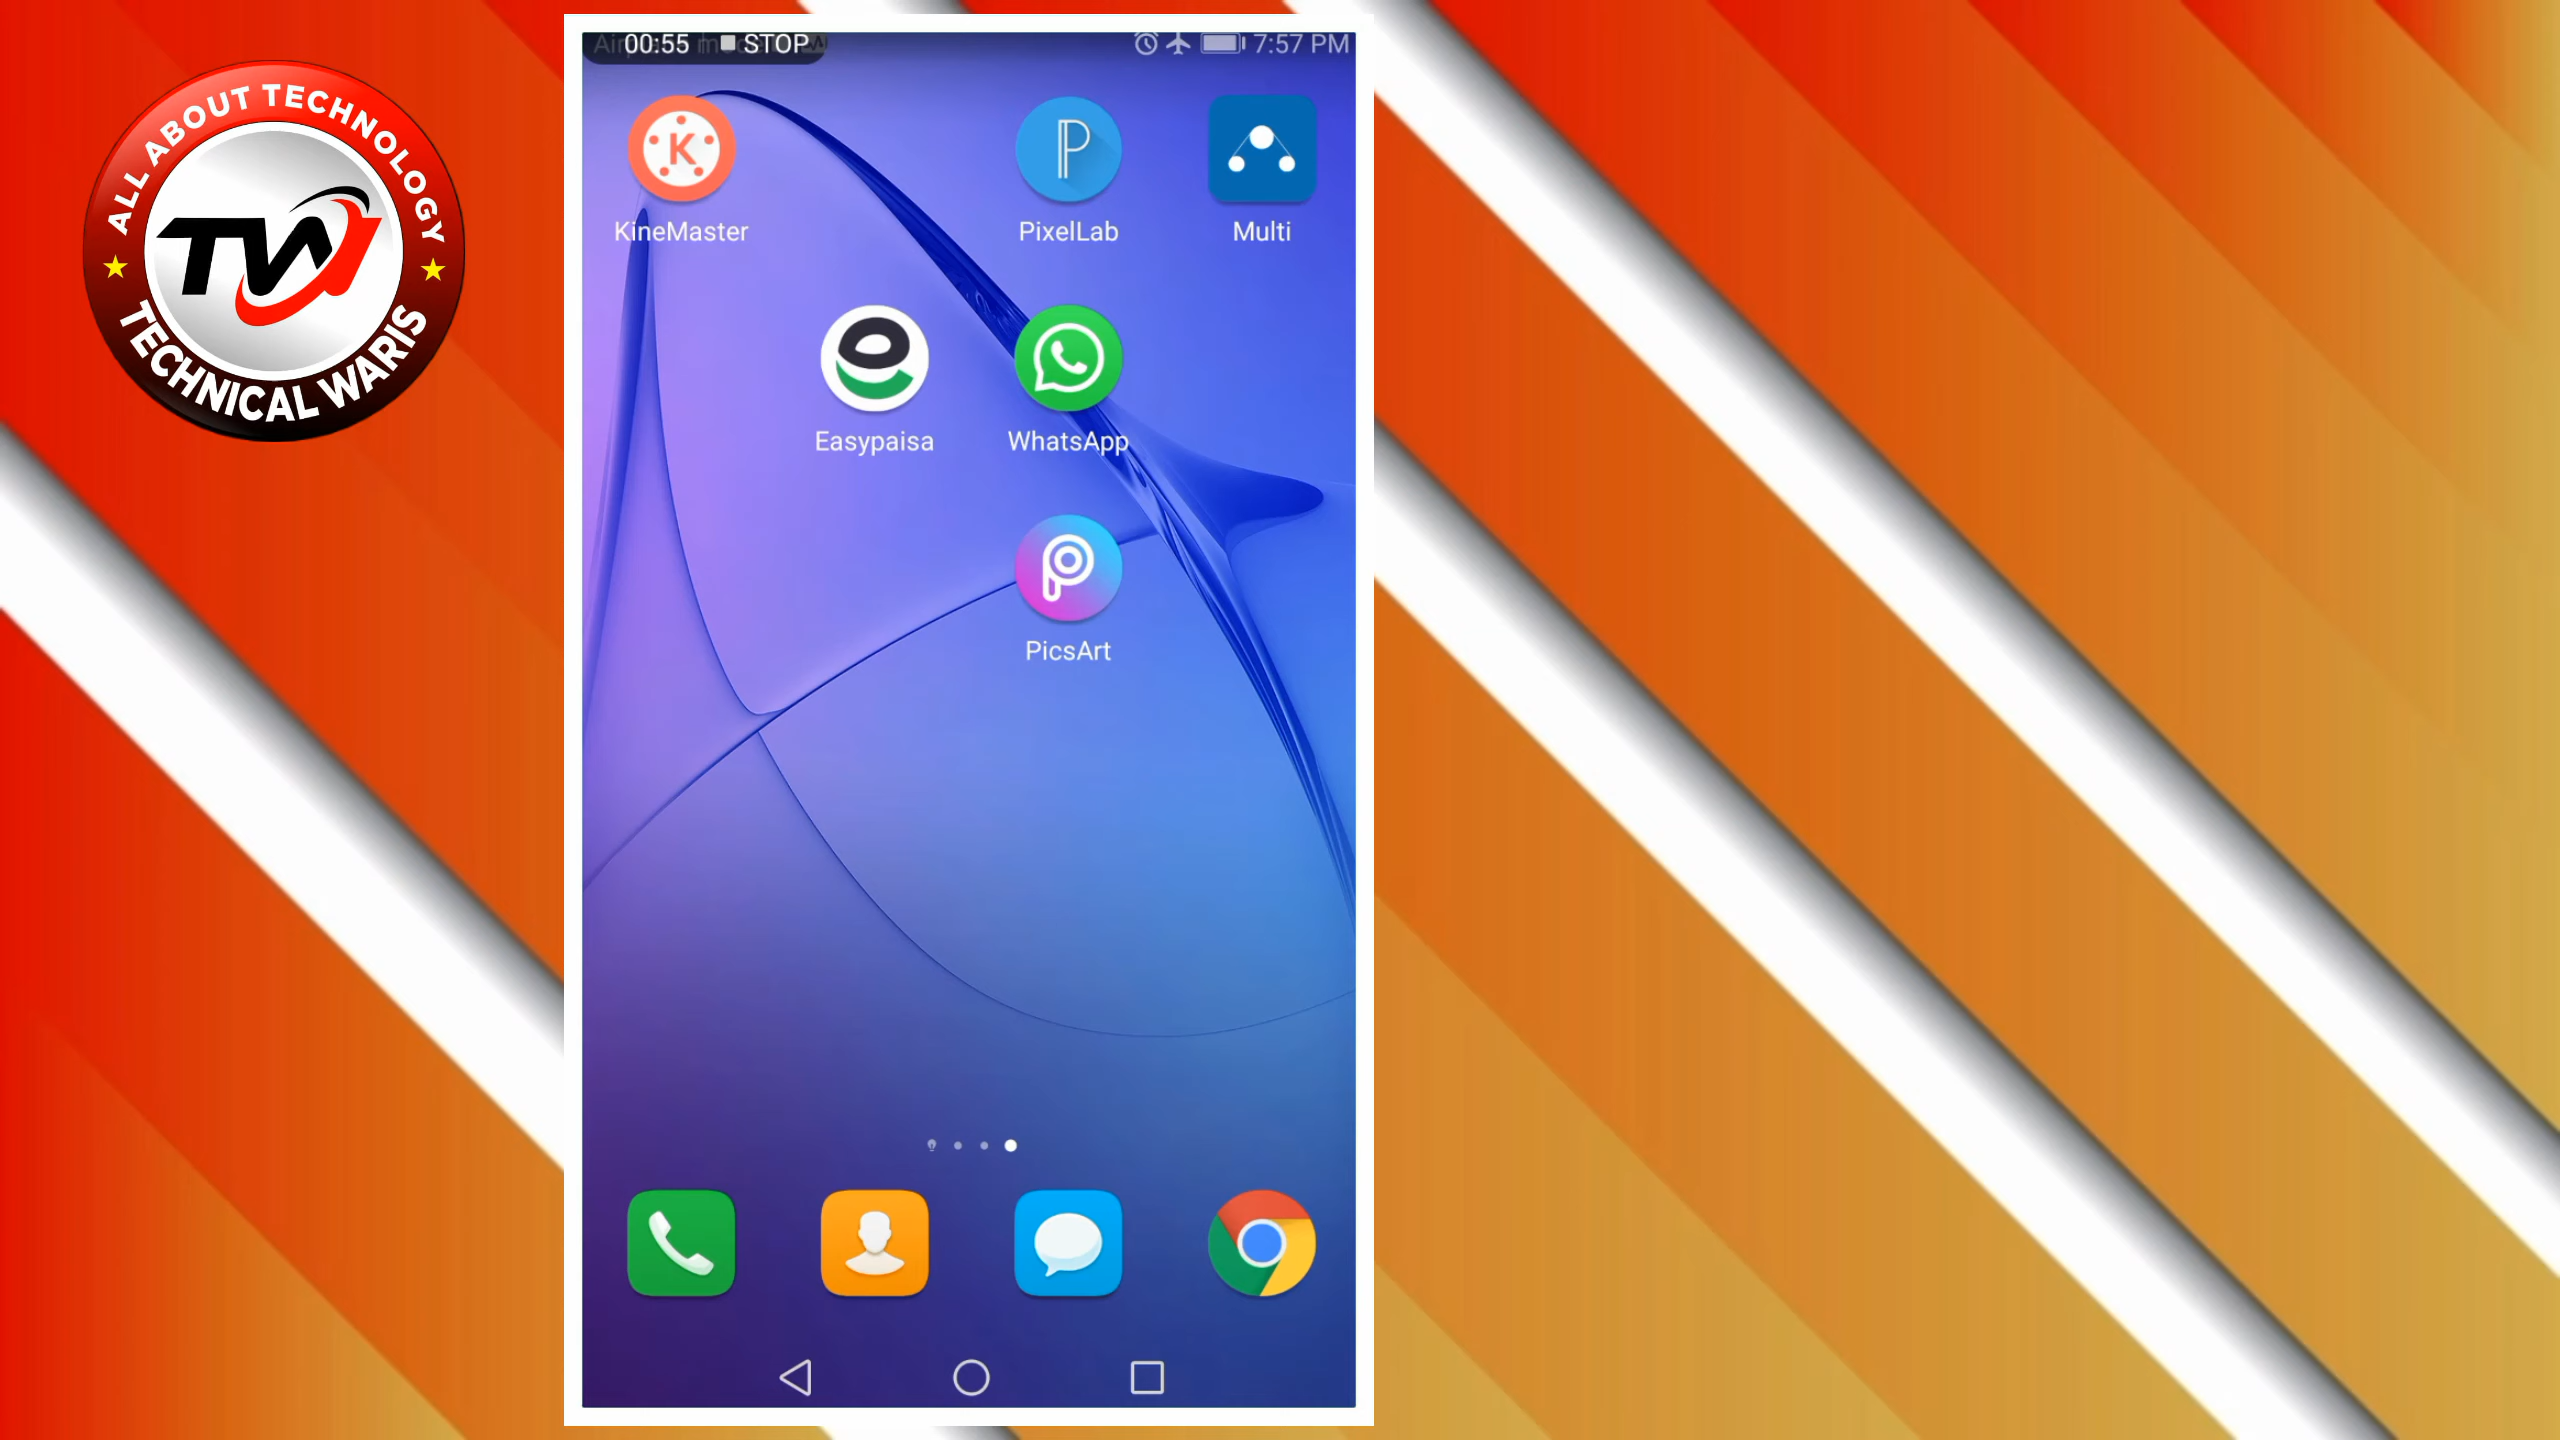 ALL ABOUT TECHNOLOGY
TW
TECHNICAL WARIS
00:55 STOP 7:57 PM
KineMaster PixelLab Multi
Easypaisa WhatsApp
PicsArt